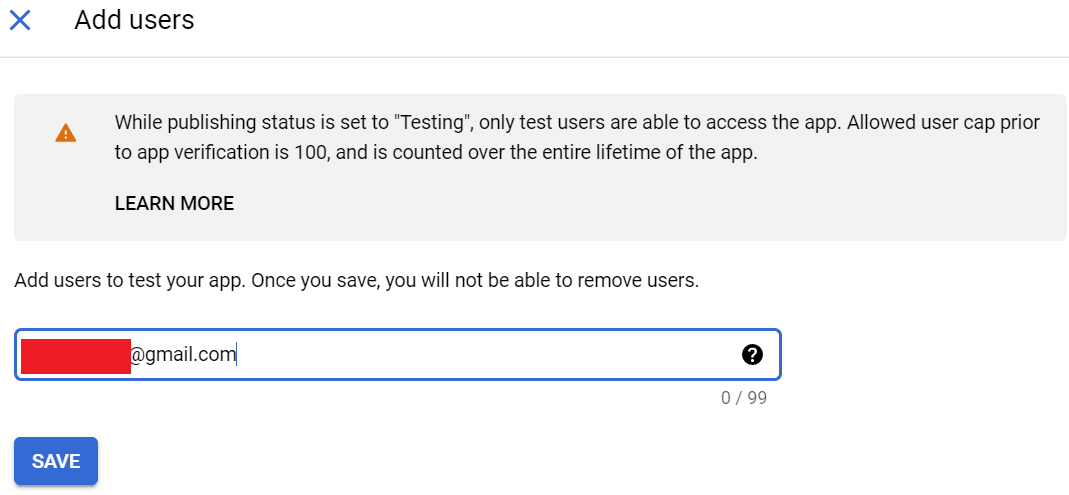 Add users
While publishing status is set to "Testing", only test users are able to access the app. Allowed user cap prior
to app verification is 100, and is counted over the entire lifetime of the app.
LEARN MORE
Add users to test your app. Once you save, you will not be able to remove users.
@gmail.com
0 / 99
SAVE